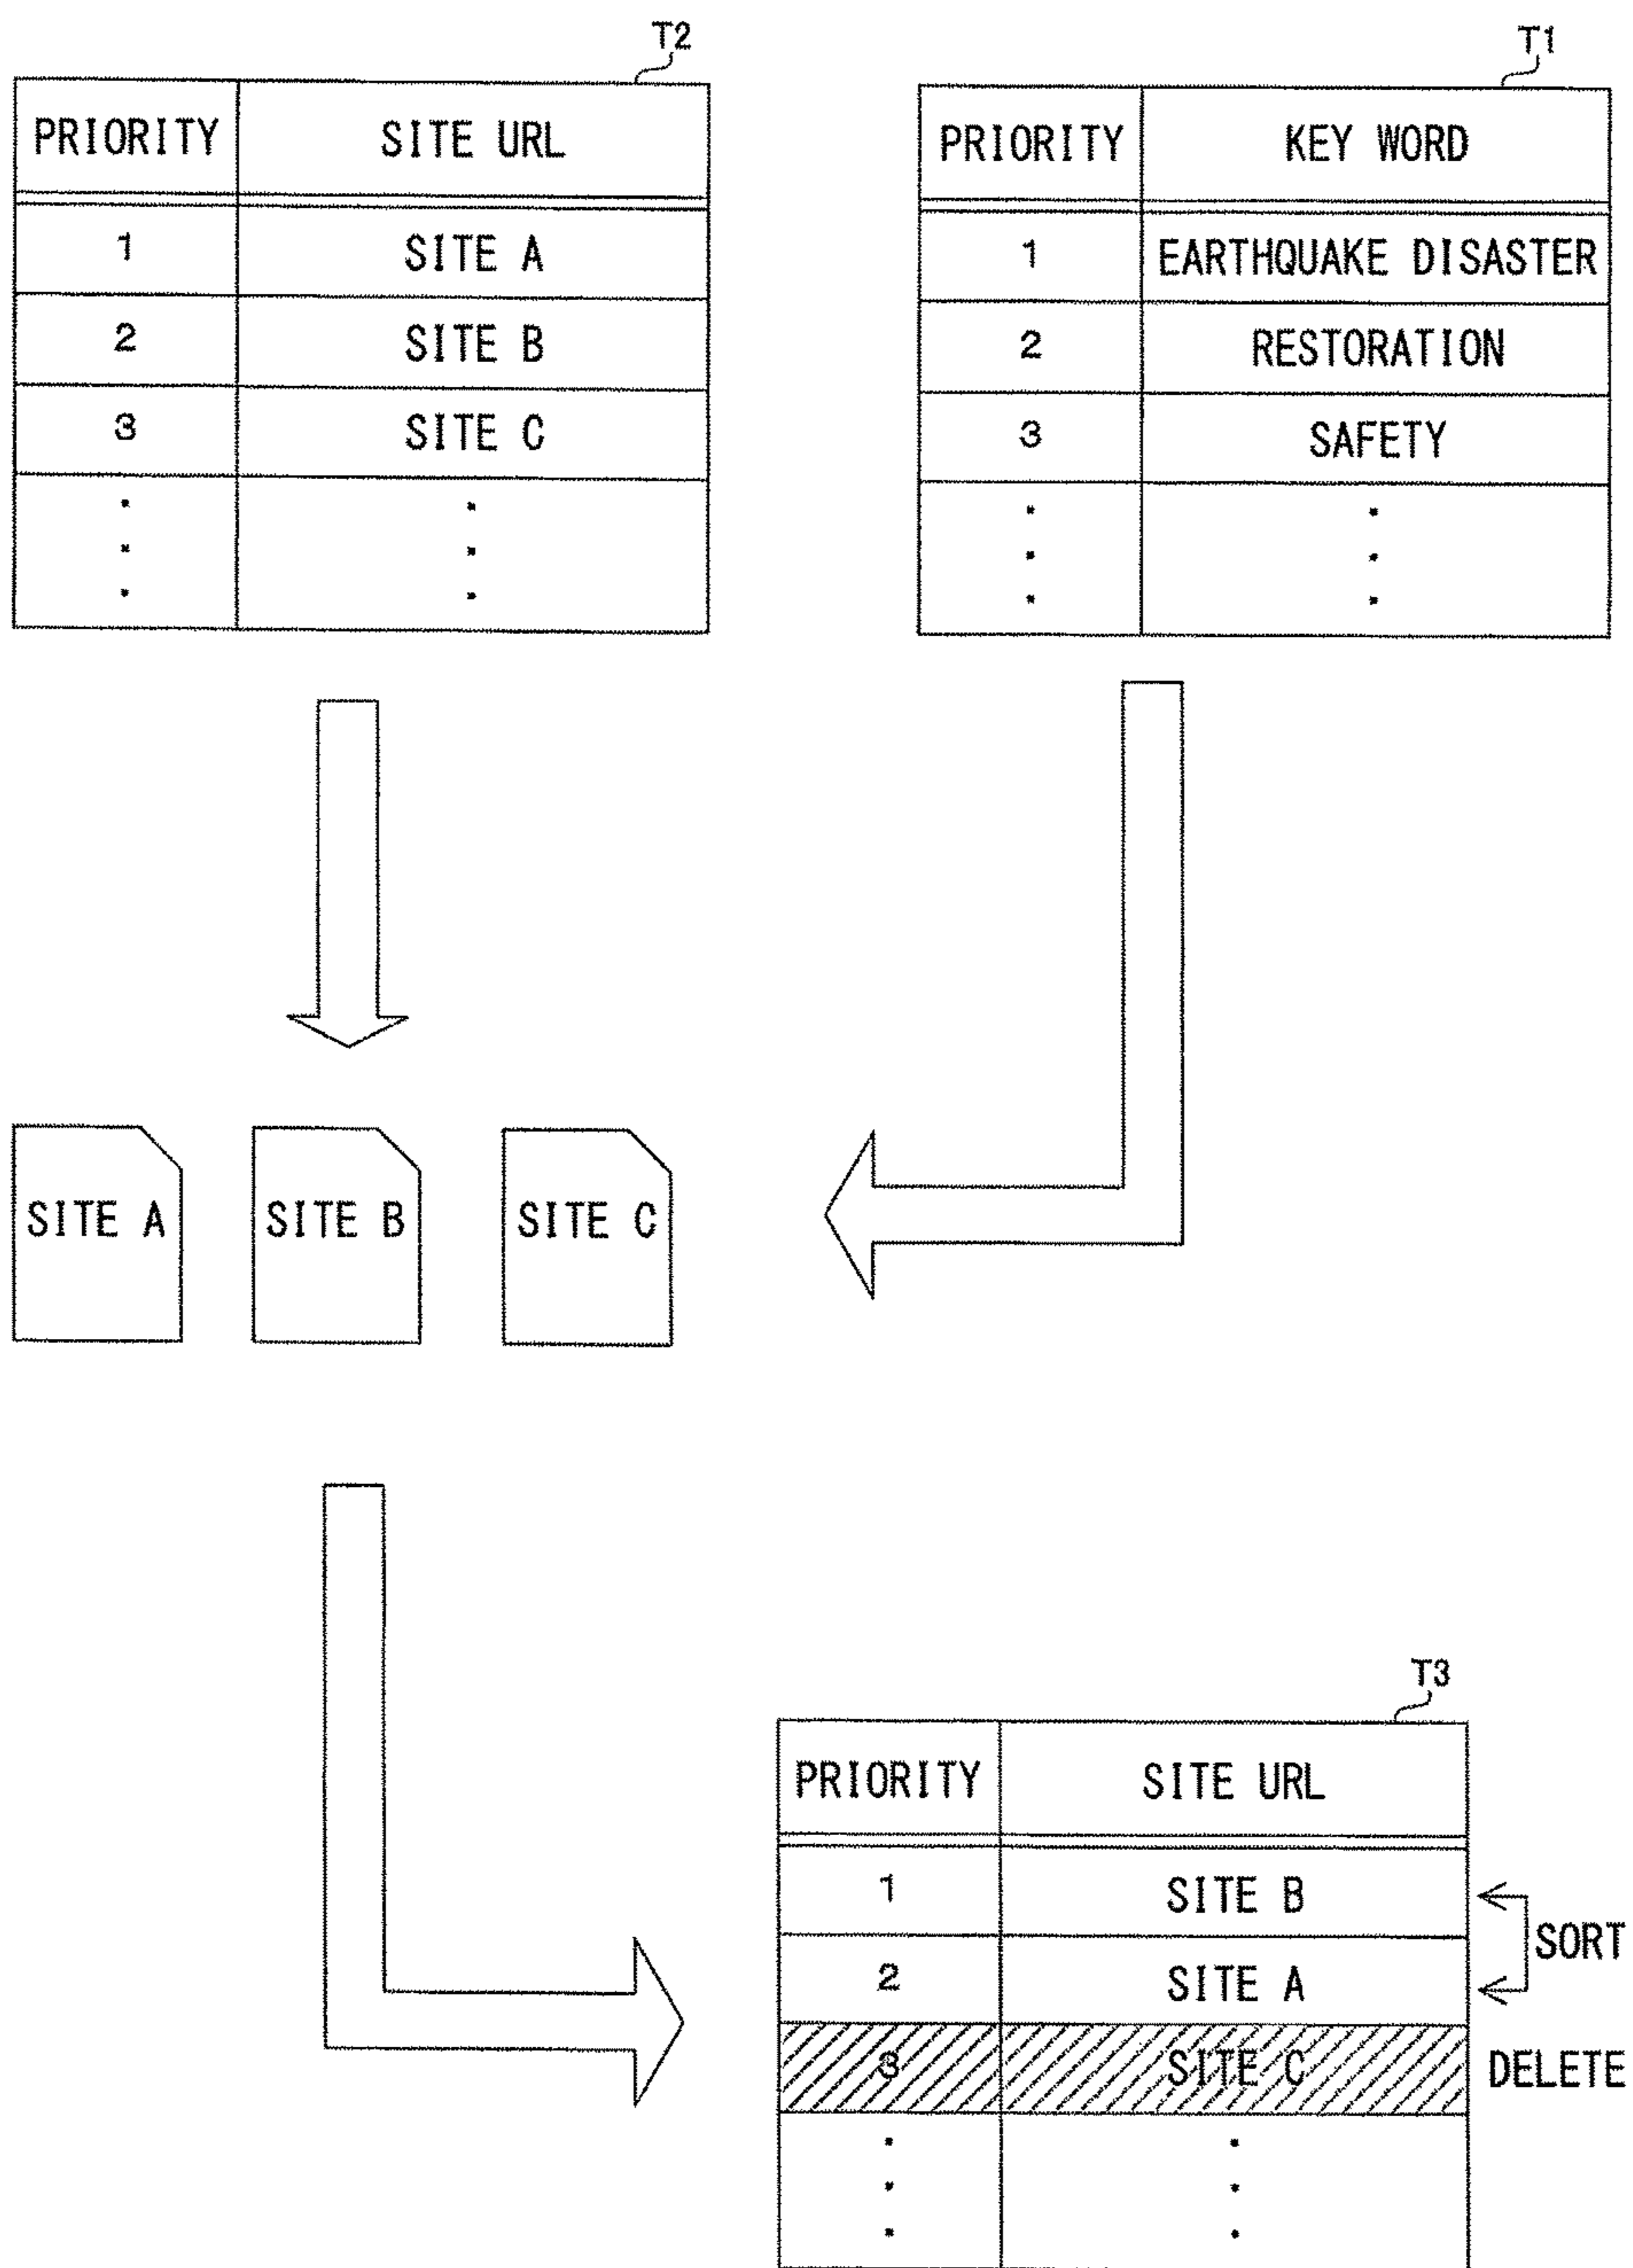 T2
PRIORITY SITE URL
1 SITE A
2 SITE B
3 SITE C
T1
PRIORITY KEY WORD
1 EARTHQUAKE DISASTER
2 RESTORATION
3 SAFETY
SITE A SITE B SITE C
T3
PRIORITY SITE URL
1 SITE B
2 SITE A
SORT
3 SITE C
DELETE